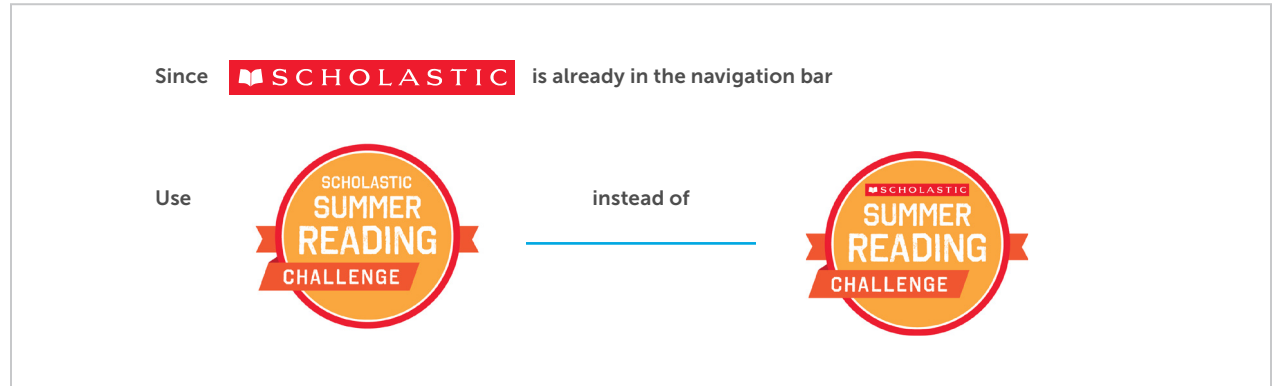 Since SCHOLASTIC is already in the navigation bar
Use
SCHOLASTIC
SUMMER
READING
CHALLENGE
instead of
SCHOLASTIC
SUMMER
READING
CHALLENGE